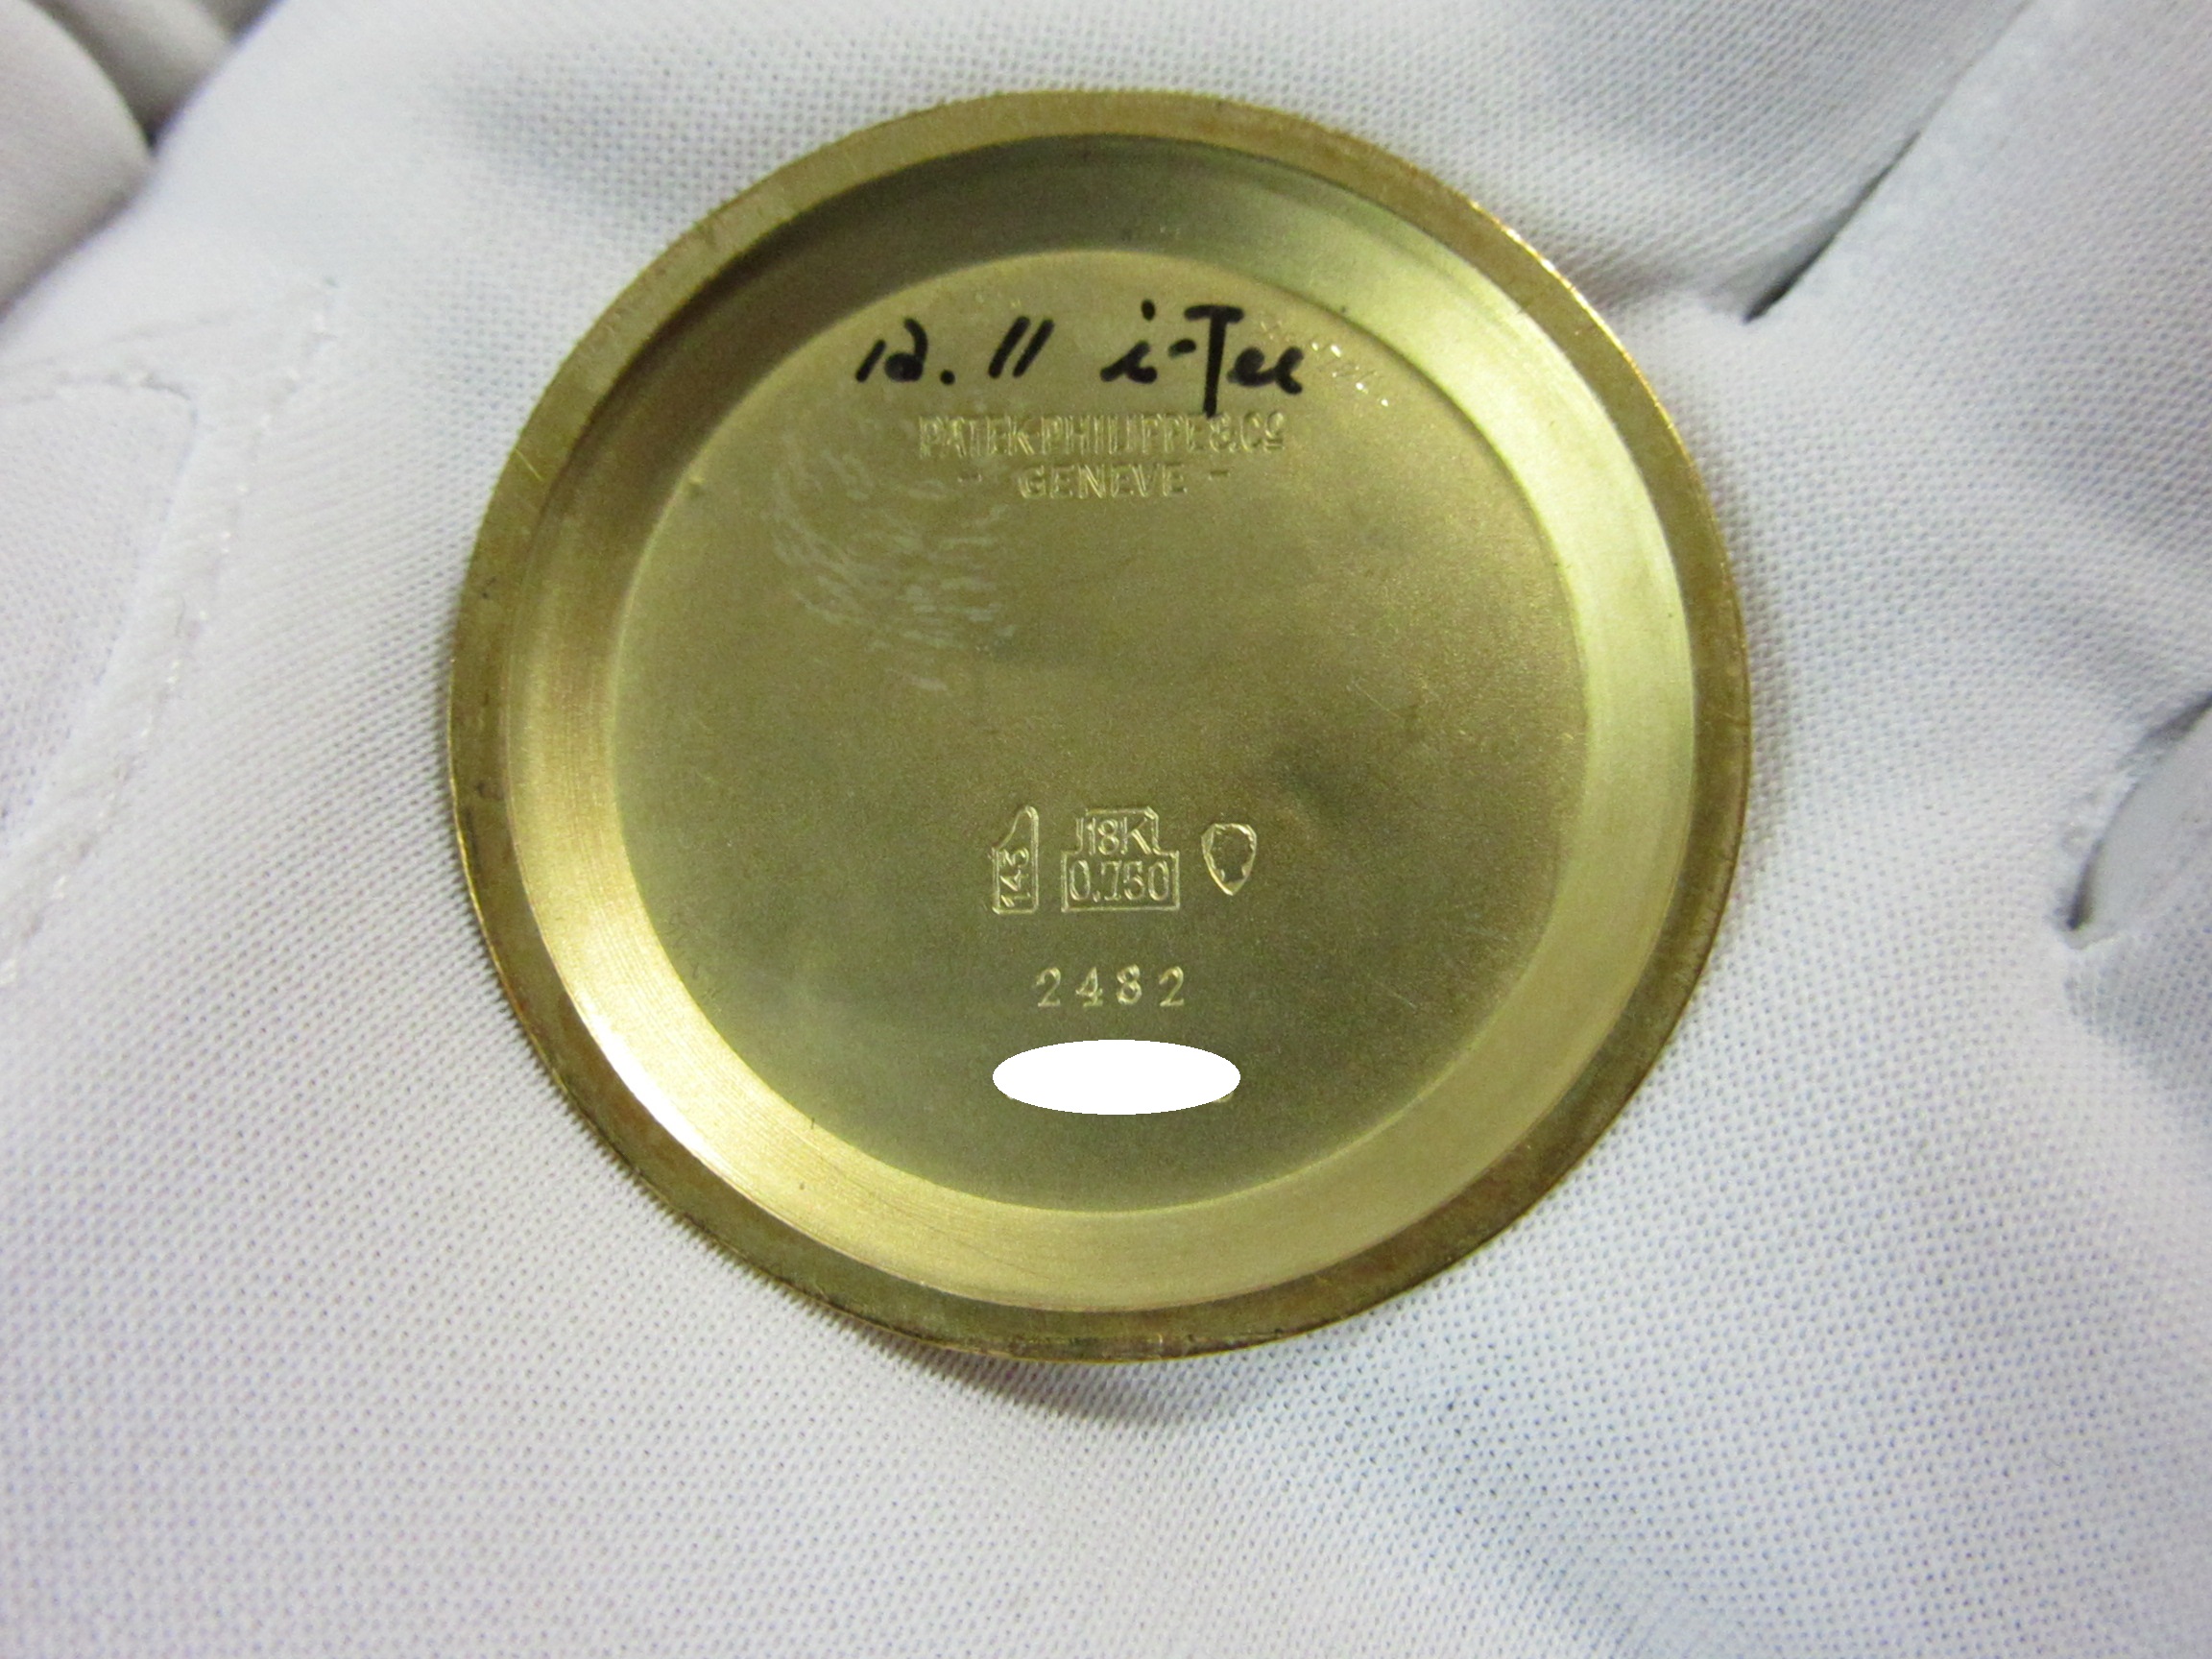 12.11 i-Tec
PATEK PHILIPPE & Cº
- GENEVE -
143 18K
0.750
2482